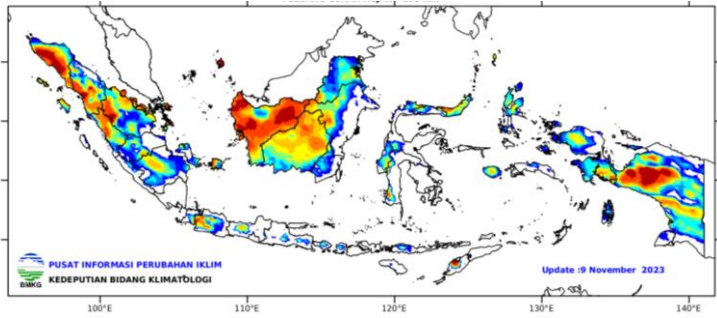 PUSAT INFORMASI PERUBAHAN IKLIM
KEDEPUTIAN BIDANG KLIMATOLOGI
BMKG
Update :9 November 2023
100°E
110°E
120°E
130°E
140°E